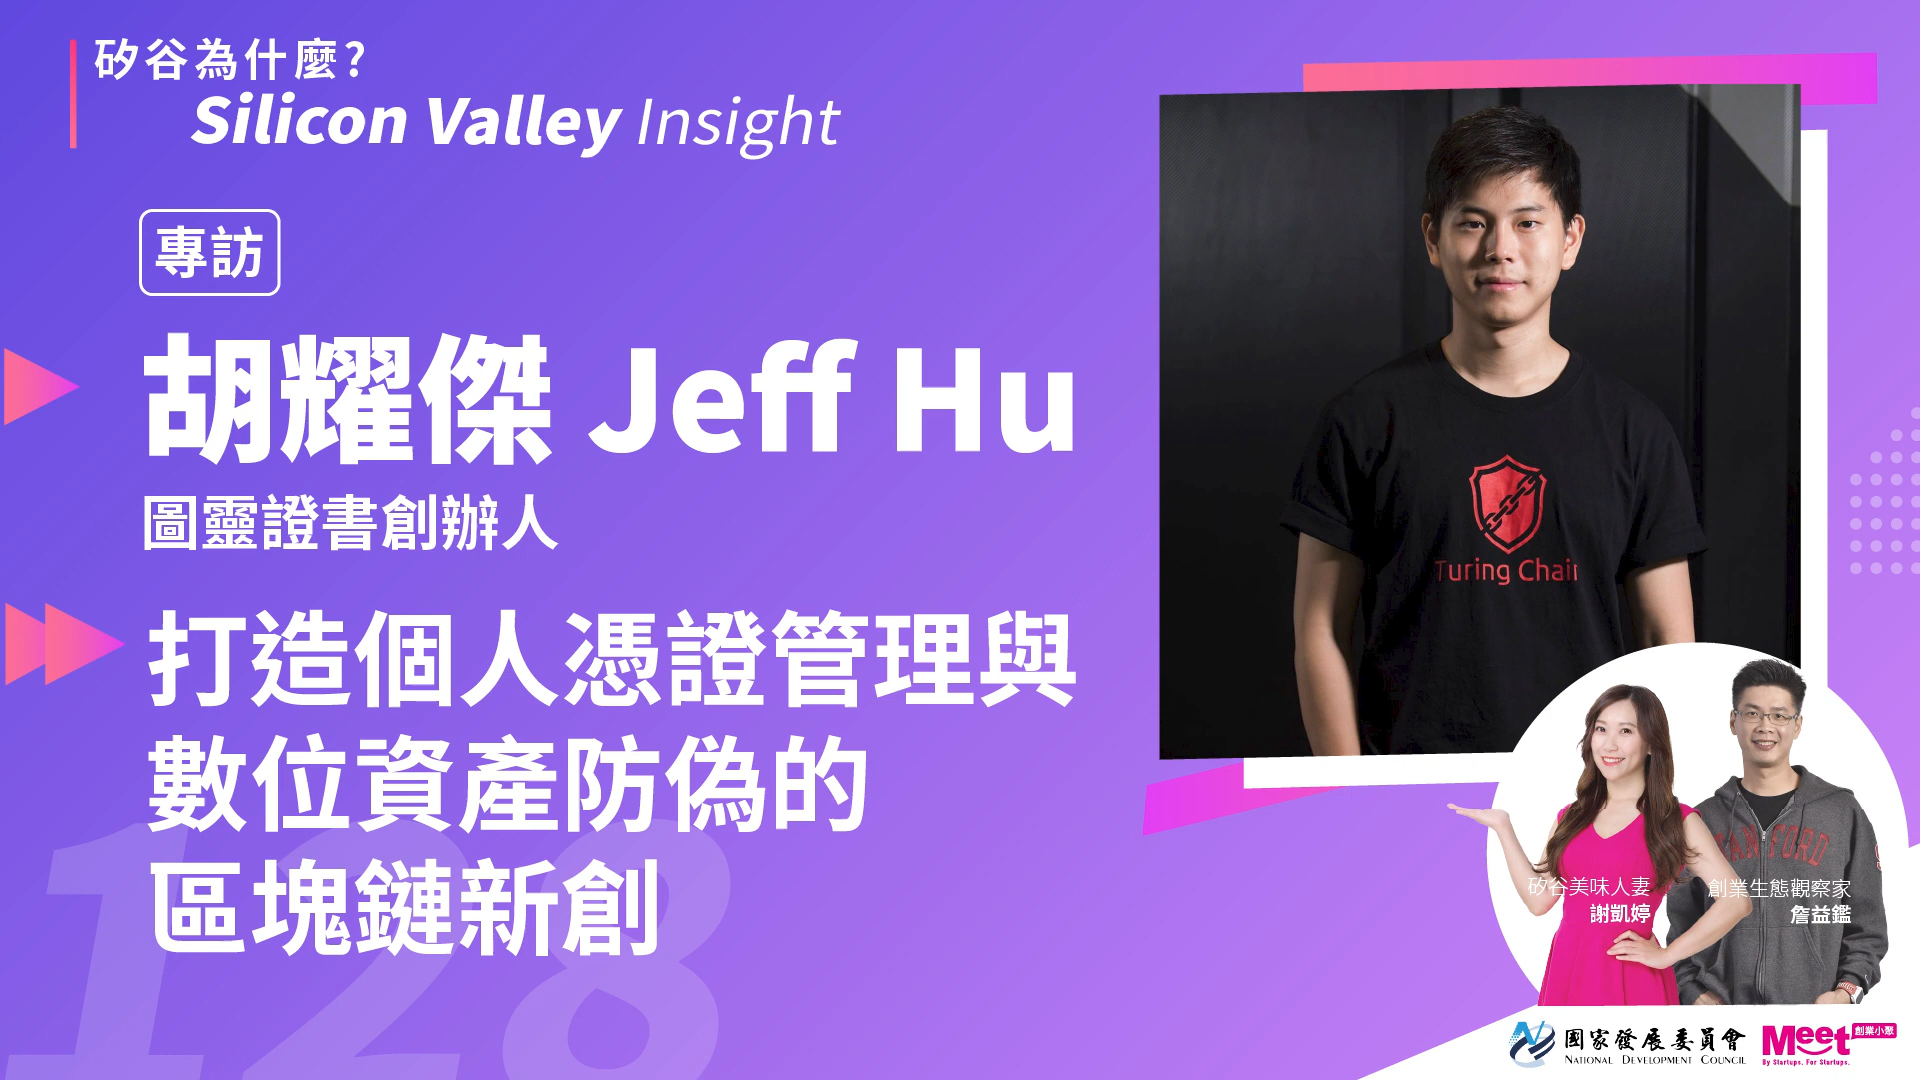 矽谷為什麼?
Silicon Valley Insight
專訪
胡耀傑 Jeff Hu
圖靈證書創辦人
打造個人憑證管理與
數位資產防偽的
區塊鏈新創
128
Turing Chain
矽谷美味人妻
謝凱婷
創業生態觀察家
詹益鑑
國家發展委員會
NATIONAL DEVELOPMENT COUNCIL
Meet 創業小聚
By Startups. For Startups.